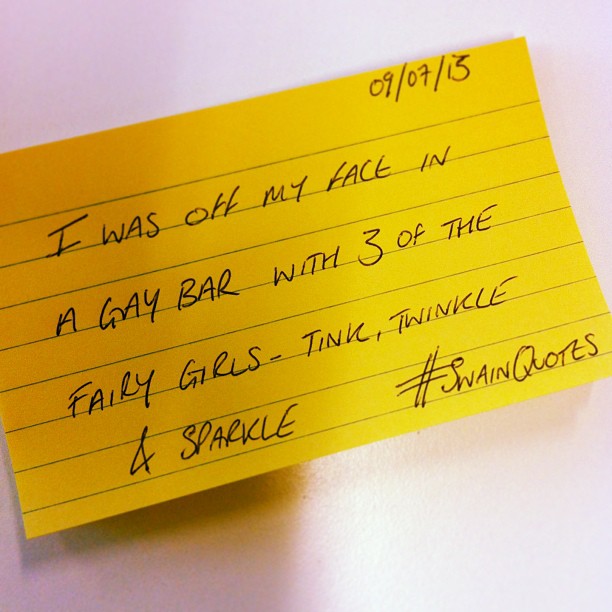 09/07/13
I WAS OFF MY FACE IN
A GAY BAR WITH 3 OF THE
FAIRY GIRLS - TINK, TWINKLE
& SPARKLE #SWAINQUOTES